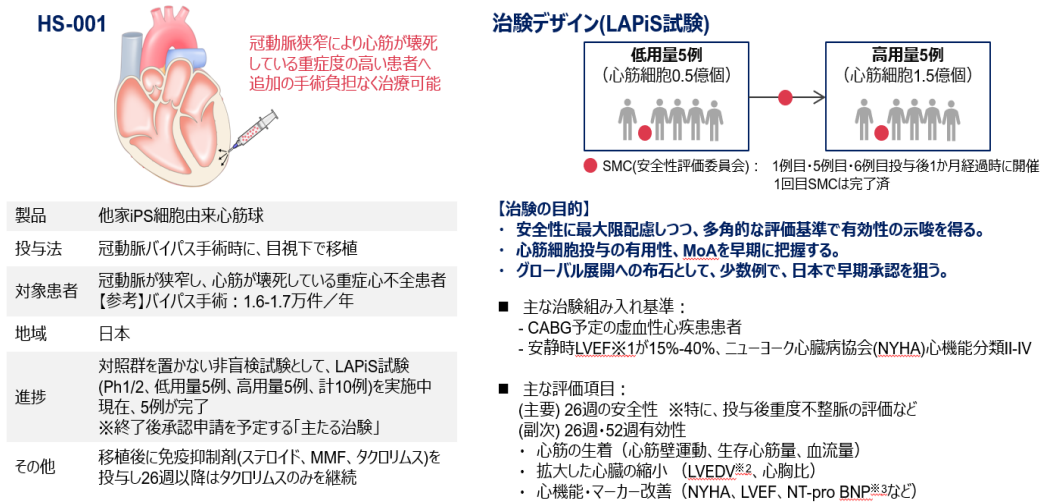 HS-001
冠動脈狭窄により心筋が壊死
している重症度の高い患者へ
追加の手術負担なく治療可能
製品 他家iPS細胞由来心筋球
投与法 冠動脈バイパス手術時に、目視下で移植
対象患者 冠動脈が狭窄し、心筋が壊死している重症心不全患者
【参考】バイパス手術：1.6-1.7万件／年
地域 日本
進捗 対照群を置かない非盲検試験として、LAPiS試験
(Ph1/2、低用量5例、高用量5例、計10例)を実施中
現在、5例が完了
※終了後承認申請を予定する「主たる治験」
その他 移植後に免疫抑制剤(ステロイド、MMF、タクロリムス)を
投与し26週以降はタクロリムスのみを継続
治験デザイン(LAPiS試験)
低用量5例
（心筋細胞0.5億個）
高用量5例
（心筋細胞1.5億個）
SMC(安全性評価委員会)： 1例目・5例目・6例目投与後1か月経過時に開催
1回目SMCは完了済
【治験の目的】
・ 安全性に最大限配慮しつつ、多角的な評価基準で有効性の示唆を得る。
・ 心筋細胞投与の有用性、MoAを早期に把握する。
・ グローバル展開への布石として、少数例で、日本で早期承認を狙う。
■ 主な治験組み入れ基準：
- CABG予定の虚血性心疾患患者
- 安静時LVEF※1が15%-40%、ニューヨーク心臓病協会(NYHA)心機能分類II-IV
■ 主な評価項目：
(主要) 26週の安全性 ※特に、投与後重度不整脈の評価など
(副次) 26週・52週有効性
・ 心筋の生着（心筋壁運動、生存心筋量、血流量）
・ 拡大した心臓の縮小 （LVEDV※2、心胸比）
・ 心機能・マーカー改善（NYHA、LVEF、NT-pro BNP※3など）